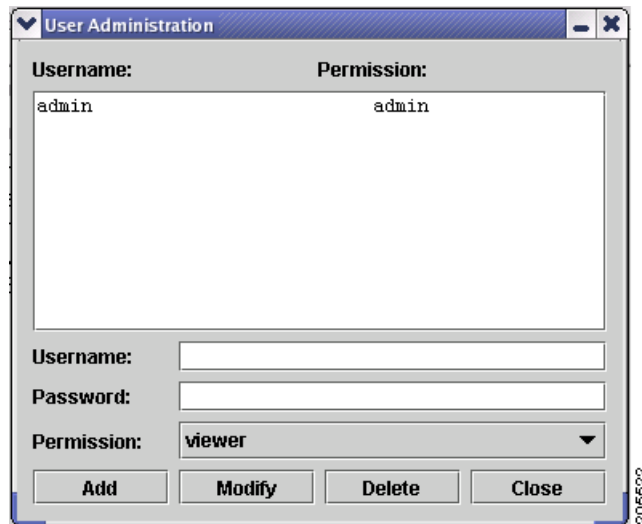 User Administration
Username: Permission:
admin admin
Username:
Password:
Permission: viewer
Add Modify Delete Close